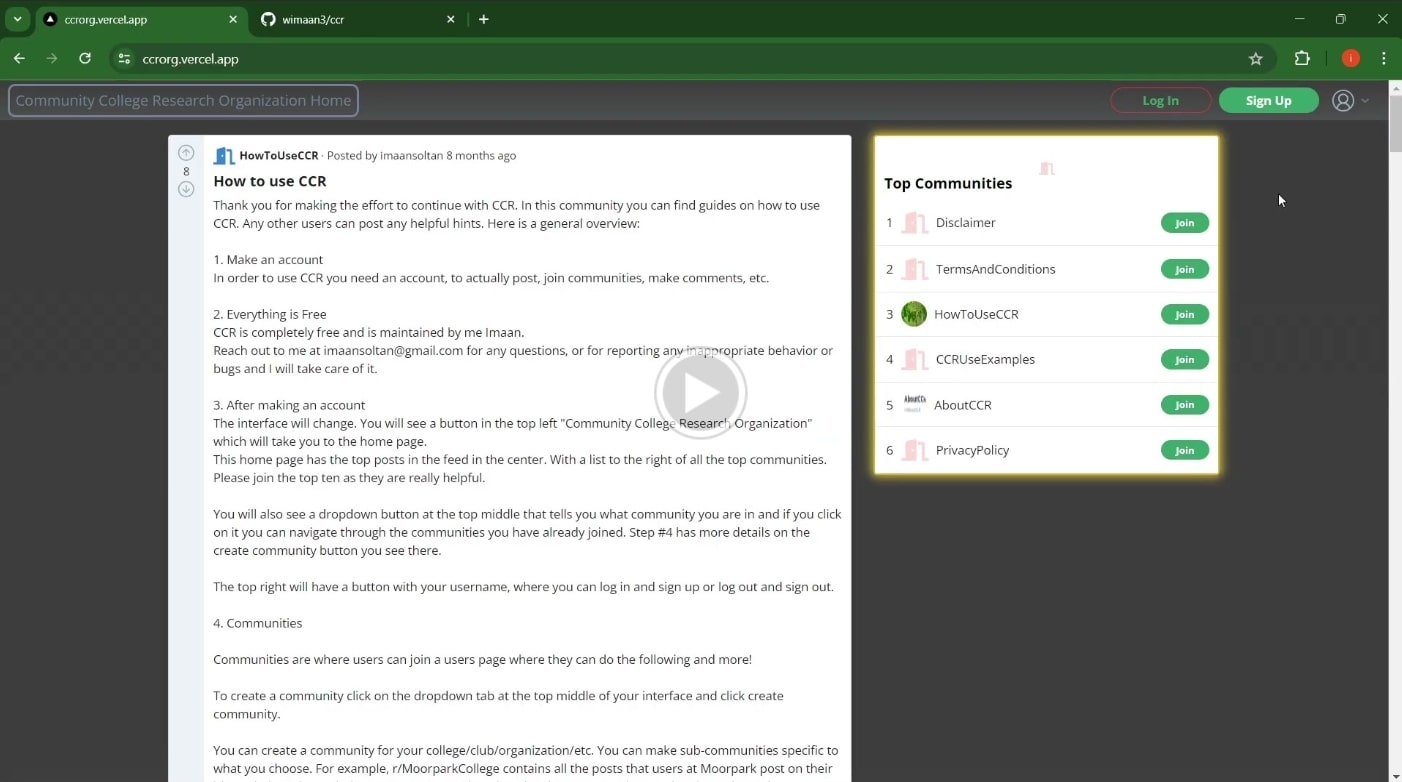 ccrorg.vercel.app
wimaan3/ccr
ccrorg.vercel.app
i
Community College Research Organization Home
Log In
Sign Up
8
HowToUseCCR · Posted by imaansoltan 8 months ago
How to use CCR
Thank you for making the effort to continue with CCR. In this community you can find guides on how to use
CCR. Any other users can post any helpful hints. Here is a general overview:
1. Make an account
In order to use CCR you need an account, to actually post, join communities, make comments, etc.
2. Everything is Free
CCR is completely free and is maintained by me Imaan.
Reach out to me at imaansoltan@gmail.com for any questions, or for reporting any inappropriate behavior or
bugs and I will take care of it.
3. After making an account
The interface will change. You will see a button in the top left "Community College Research Organization"
which will take you to the home page.
This home page has the top posts in the feed in the center. With a list to the right of all the top communities.
Please join the top ten as they are really helpful.
You will also see a dropdown button at the top middle that tells you what community you are in and if you click
on it you can navigate through the communities you have already joined. Step #4 has more details on the
create community button you see there.
The top right will have a button with your username, where you can log in and sign up or log out and sign out.
4. Communities
Communities are where users can join a users page where they can do the following and more!
To create a community click on the dropdown tab at the top middle of your interface and click create
community.
You can create a community for your college/club/organization/etc. You can make sub-communities specific to
what you choose. For example, r/MoorparkCollege contains all the posts that users at Moorpark post on their
Top Communities
1 Disclaimer Join
2 TermsAndConditions Join
3 HowToUseCCR Join
4 CCRUseExamples Join
5 AboutCCR Join
6 PrivacyPolicy Join